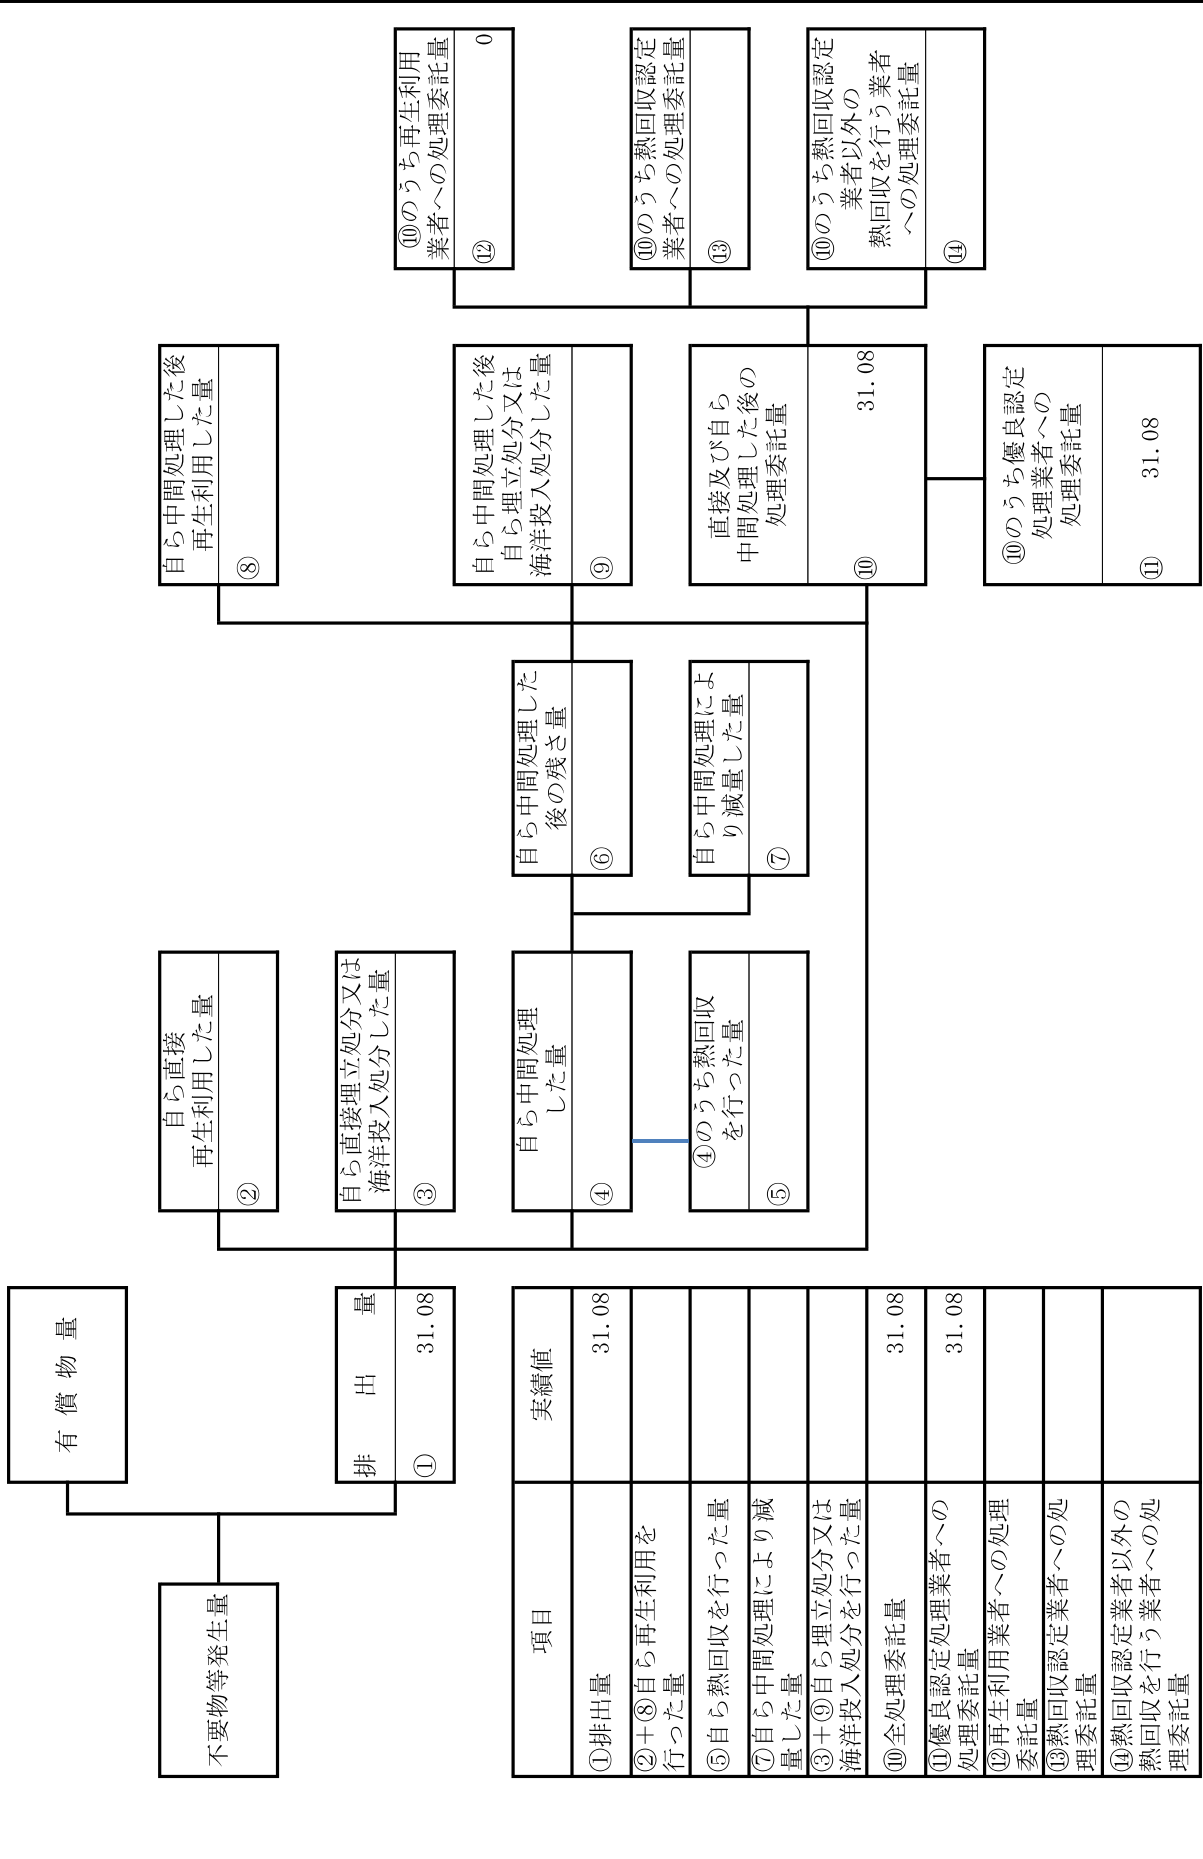 有 償 物 量
不要物等発生量
排 出 量
① 31.08
自ら直接
再生利用した量
②
自ら直接埋立処分又は
海洋投入処分した量
③
自ら中間処理
した量
④
④のうち熱回収
を行った量
⑤
自ら中間処理した
後の残さ量
⑥
自ら中間処理によ
り減量した量
⑦
自ら中間処理した後
再生利用した量
⑧
自ら中間処理した後
自ら埋立処分又は
海洋投入処分した量
⑨
直接及び自ら
中間処理した後の
処理委託量
⑩ 31.08
⑩のうち優良認定
処理業者への
処理委託量
⑪ 31.08
⑩のうち再生利用
業者への処理委託量
⑫ 0
⑩のうち熱回収認定
業者への処理委託量
⑬
⑩のうち熱回収認定
業者以外の
熱回収を行う業者
への処理委託量
⑭
項目 実績値
①排出量 31.08
②＋⑧自ら再生利用を
行った量
⑤自ら熱回収を行った量
⑦自ら中間処理により減
量した量
③＋⑨自ら埋立処分又は
海洋投入処分を行った量
⑩全処理委託量 31.08
⑪優良認定処理業者への
処理委託量 31.08
⑫再生利用業者への処理
委託量
⑬熱回収認定業者への処
理委託量
⑭熱回収認定業者以外の
熱回収を行う業者への処
理委託量